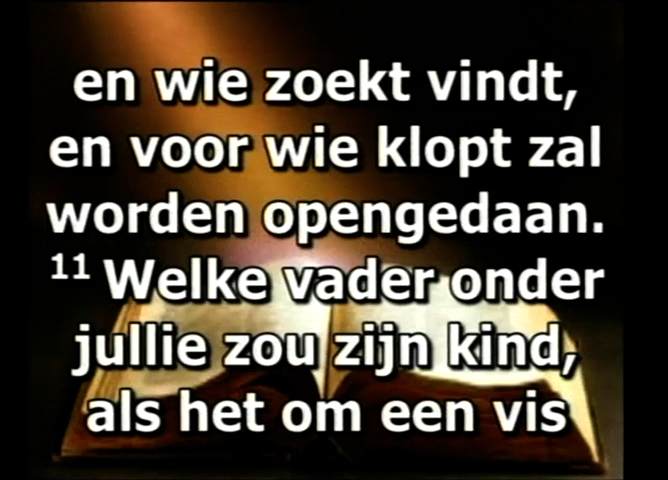 en wie zoekt vindt,
en voor wie klopt zal
worden opengedaan.
¹¹ Welke vader onder
jullie zou zijn kind,
als het om een vis